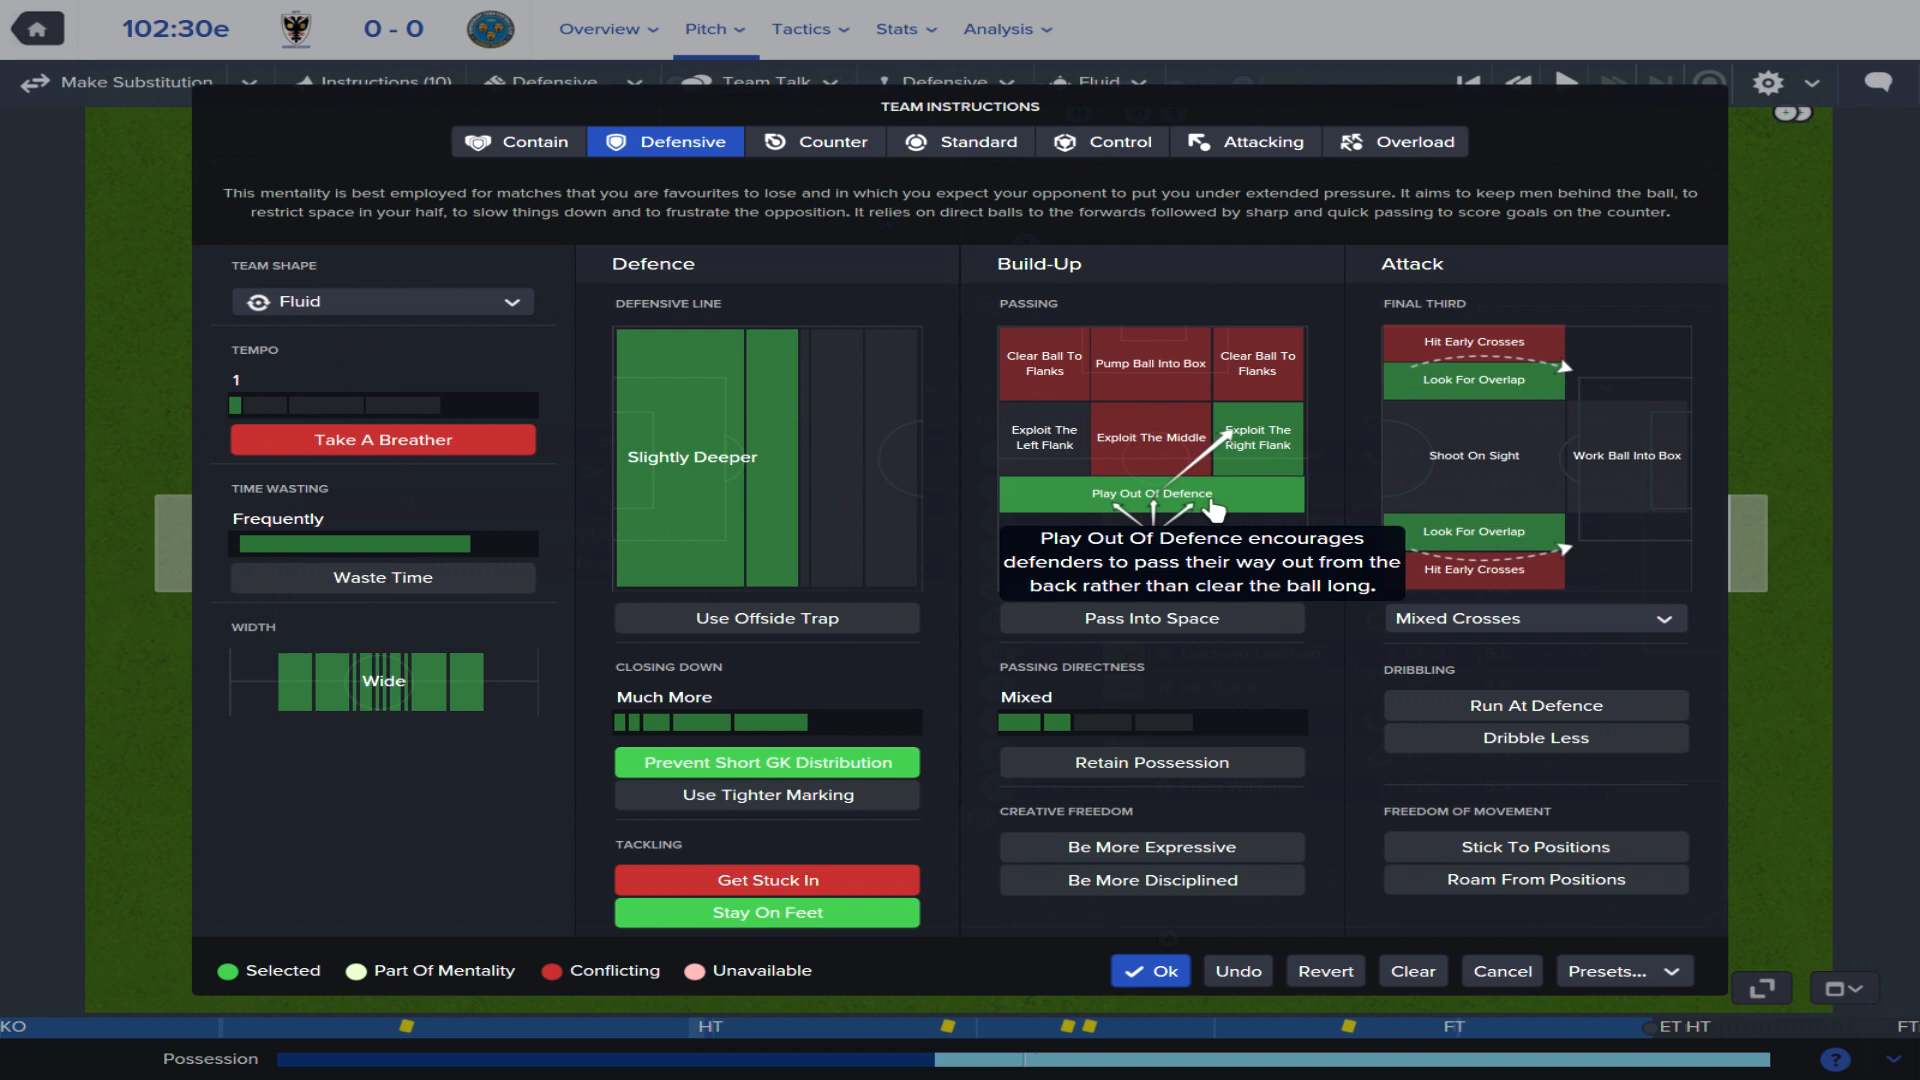 102:30e
0 - 0
Overview
Pitch
Tactics
Stats
Analysis
Make Substitution
Instructions (10)
Defensive
Team Talk
Defensive
Fluid
TEAM INSTRUCTIONS
Contain
Defensive
Counter
Standard
Control
Attacking
Overload
This mentality is best employed for matches that you are favourites to lose and in which you expect your opponent to put you under extended pressure. It aims to keep men behind the ball, to
restrict space in your half, to slow things down and to frustrate the opposition. It relies on direct balls to the forwards followed by sharp and quick passing to score goals on the counter.
TEAM SHAPE
Fluid
TEMPO
1
Take A Breather
TIME WASTING
Frequently
Waste Time
WIDTH
Wide
Defence
DEFENSIVE LINE
Slightly Deeper
Use Offside Trap
CLOSING DOWN
Much More
Prevent Short GK Distribution
Use Tighter Marking
TACKLING
Get Stuck In
Stay On Feet
Build-Up
PASSING
Clear Ball To
Flanks
Pump Ball Into Box
Clear Ball To
Flanks
Exploit The
Left Flank
Exploit The Middle
Exploit The
Right Flank
Play Out Of Defence
Play Out Of Defence encourages
defenders to pass their way out from the
back rather than clear the ball long.
Pass Into Space
PASSING DIRECTNESS
Mixed
Retain Possession
CREATIVE FREEDOM
Be More Expressive
Be More Disciplined
Attack
FINAL THIRD
Hit Early Crosses
Look For Overlap
Shoot On Sight
Work Ball Into Box
Look For Overlap
Hit Early Crosses
Mixed Crosses
DRIBBLING
Run At Defence
Dribble Less
FREEDOM OF MOVEMENT
Stick To Positions
Roam From Positions
Selected
Part Of Mentality
Conflicting
Unavailable
Ok
Undo
Revert
Clear
Cancel
Presets...
KO
HT
FT
ET HT
FT
Possession
?